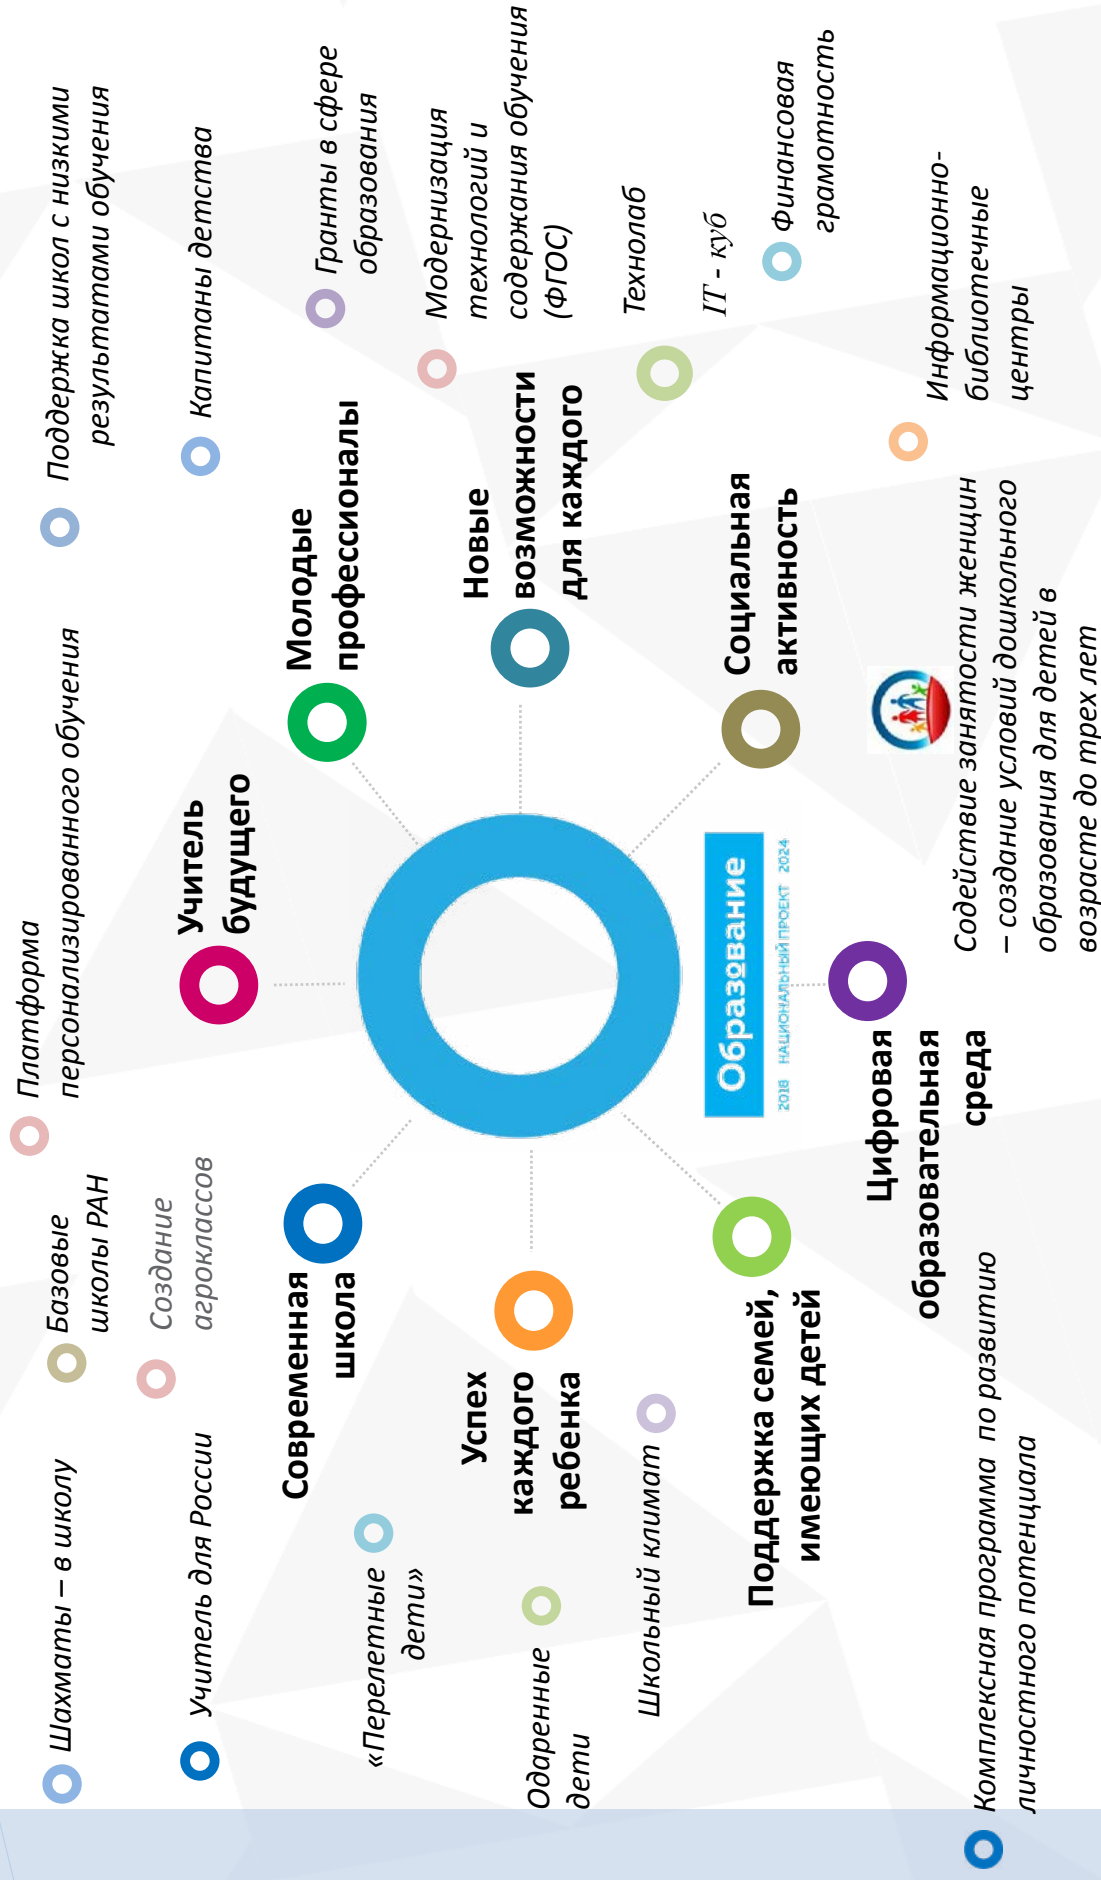 Шахматы – в школу
Базовые
школы РАН
Платформа
персонализированного обучения
Поддержка школ с низкими
результатами обучения
Учитель для России
Создание
агроклассов
Капитаны детства
Учитель
будущего
Современная
школа
Молодые
профессионалы
Гранты в сфере
образования
«Перелетные
дети»
Модернизация
технологий и
содержания обучения
(ФГОС)
Успех
каждого
ребенка
Новые
возможности
для каждого
Одаренные
дети
Технолаб
IT - куб
Школьный климат
Финансовая
грамотность
Поддержка семей,
имеющих детей
Образование
2018 НАЦИОНАЛЬНЫЙ ПРОЕКТ 2024
Социальная
активность
Цифровая
образовательная
среда
Информационно-
библиотечные
центры
Содействие занятости женщин
– создание условий дошкольного
образования для детей в
возрасте до трех лет
Комплексная программа по развитию
личностного потенциала